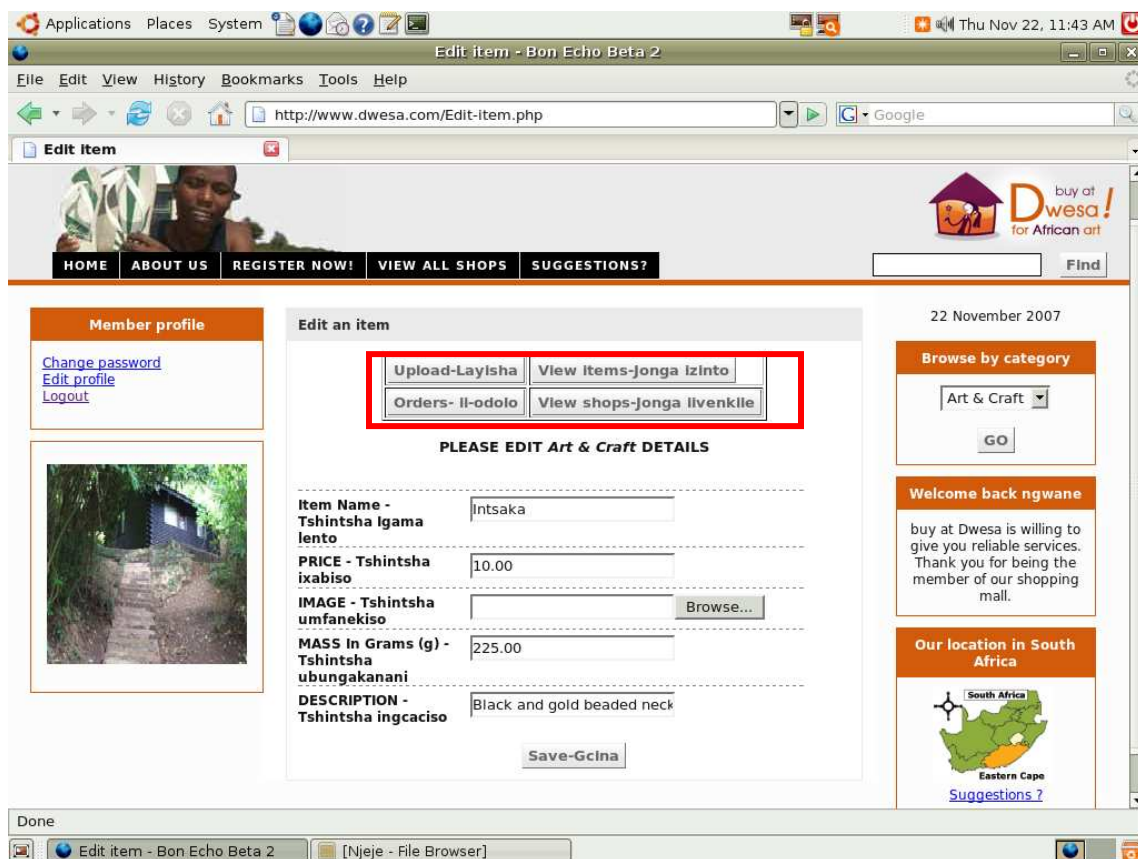 Applications Places System Thu Nov 22, 11:43 AM
Edit item - Bon Echo Beta 2
File Edit View History Bookmarks Tools Help
http://www.dwesa.com/Edit-item.php G Google
Edit item
buy at
Dwesa!
for African art
HOME ABOUT US REGISTER NOW! VIEW ALL SHOPS SUGGESTIONS? Find
Member profile
Change password
Edit profile
Logout
Edit an item
Upload-Layisha View items-Jonga izinto
Orders- Ii-odolo View shops-Jonga iivenkile
PLEASE EDIT Art & Craft DETAILS
Item Name -
Tshintsha Igama
lento
Intsaka
PRICE - Tshintsha
ixabiso
10.00
IMAGE - Tshintsha
umfanekiso
Browse...
MASS In Grams (g) -
Tshintsha
ubungakanani
225.00
DESCRIPTION -
Tshintsha ingcaciso
Black and gold beaded neck
Save-Gcina
22 November 2007
Browse by category
Art & Craft
GO
Welcome back ngwane
buy at Dwesa is willing to
give you reliable services.
Thank you for being the
member of our shopping
mall.
Our location in South
Africa
South Africa
Eastern Cape
Suggestions ?
Done
Edit item - Bon Echo Beta 2 [Njeje - File Browser]